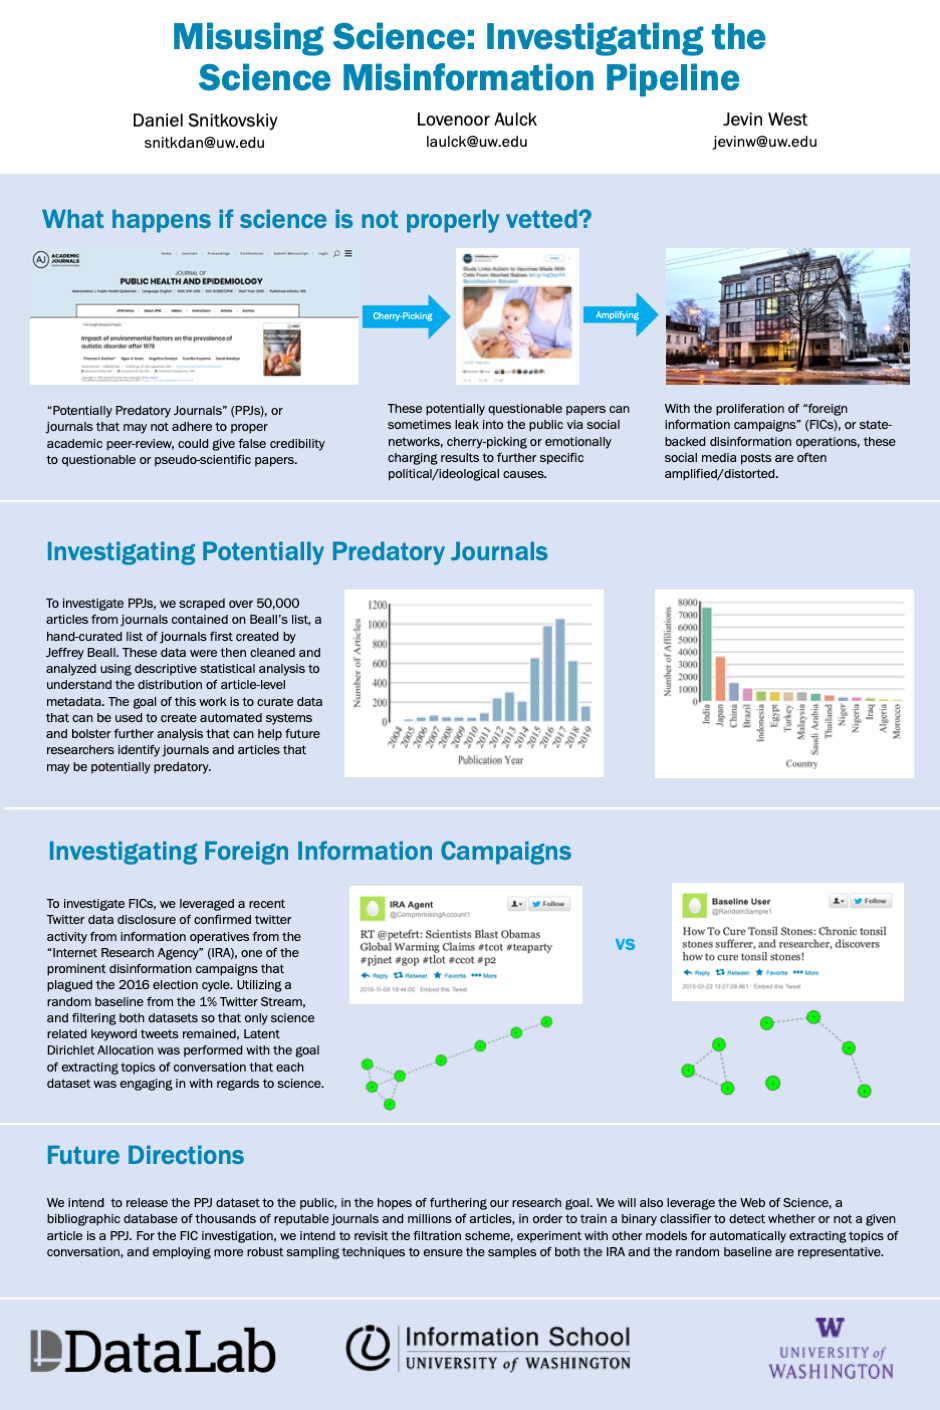 Misusing Science: Investigating the
Science Misinformation Pipeline
Daniel Snitkovskiy
snitkdan@uw.edu
Lovenoor Aulck
laulck@uw.edu
Jevin West
jevinw@uw.edu
What happens if science is not properly vetted?
AJ ACADEMIC
JOURNALS
JOURNAL OF
PUBLIC HEALTH AND EPIDEMIOLOGY
Impact of environmental factors on the prevalence of
autistic disorder after 1979
Cherry-Picking
Study Links Autism to Vaccines Made With
Cells From Aborted Babies
Amplifying
“Potentially Predatory Journals” (PPJs), or
journals that may not adhere to proper
academic peer-review, could give false credibility
to questionable or pseudo-scientific papers.
These potentially questionable papers can
sometimes leak into the public via social
networks, cherry-picking or emotionally
charging results to further specific
political/ideological causes.
With the proliferation of “foreign
information campaigns” (FICs), or state-
backed disinformation operations, these
social media posts are often
amplified/distorted.
Investigating Potentially Predatory Journals
To investigate PPJs, we scraped over 50,000
articles from journals contained on Beall’s list, a
hand-curated list of journals first created by
Jeffrey Beall. These data were then cleaned and
analyzed using descriptive statistical analysis to
understand the distribution of article-level
metadata. The goal of this work is to curate data
that can be used to create automated systems
and bolster further analysis that can help future
researchers identify journals and articles that
may be potentially predatory.
Number of Articles
1200
1000
800
600
400
200
0
2004 2005 2006 2007 2008 2009 2010 2011 2012 2013 2014 2015 2016 2017 2018 2019
Publication Year
Number of Affiliations
8000
7000
6000
5000
4000
3000
2000
1000
0
India Japan China Brazil Indonesia Egypt Turkey Malaysia Saudi Arabia Thailand Niger Nigeria Iraq Algeria Morocco
Country
Investigating Foreign Information Campaigns
To investigate FICs, we leveraged a recent
Twitter data disclosure of confirmed twitter
activity from information operatives from the
“Internet Research Agency” (IRA), one of the
prominent disinformation campaigns that
plagued the 2016 election cycle. Utilizing a
random baseline from the 1% Twitter Stream,
and filtering both datasets so that only science
related keyword tweets remained, Latent
Dirichlet Allocation was performed with the goal
of extracting topics of conversation that each
dataset was engaging in with regards to science.
IRA Agent
@CompromisingAccount1
Follow
RT @petefrt: Scientists Blast Obamas
Global Warming Claims #tcot #teaparty
#pjnet #gop #tlot #ccot #p2
Reply Retweet Favorite More
2016-11-09 19:44:00 · Embed this Tweet
vs
Baseline User
@RandomSample1
Follow
How To Cure Tonsil Stones: Chronic tonsil
stones sufferer, and researcher, discovers
how to cure tonsil stones!
Reply Retweet Favorite More
2015-03-22 13:27:08.661 · Embed this Tweet
Future Directions
We intend to release the PPJ dataset to the public, in the hopes of furthering our research goal. We will also leverage the Web of Science, a
bibliographic database of thousands of reputable journals and millions of articles, in order to train a binary classifier to detect whether or not a given
article is a PPJ. For the FIC investigation, we intend to revisit the filtration scheme, experiment with other models for automatically extracting topics of
conversation, and employing more robust sampling techniques to ensure the samples of both the IRA and the random baseline are representative.
DataLab
Information School
UNIVERSITY of WASHINGTON
W
UNIVERSITY of
WASHINGTON